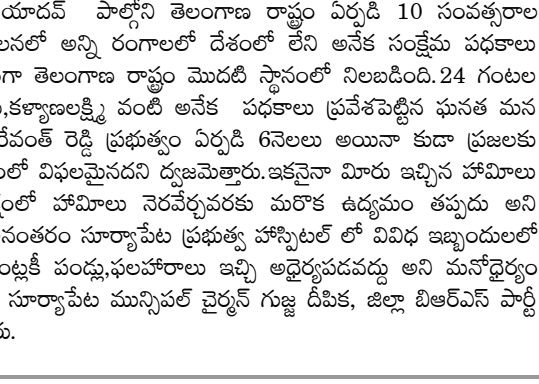 యాదవ్ పాల్గోని తెలంగాణ రాష్ట్రం ఏర్పడి 10 సంవత్సరాల
లనలో అన్ని రంగాలలో దేశంలో లేని అనేక సంక్షేమ పధకాలు
గా తెలంగాణ రాష్ట్రం మొదటి స్థానంలో నిలబడింది.24 గంటల
,కళ్యాణలక్ష్మి వంటి అనేక పధకాలు ప్రవేశపెట్టిన ఘనత మన
రేవంత్ రెడ్డి ప్రభుత్వం ఏర్పడి 6నెలలు అయినా కుడా ప్రజలకు
ంలో విఫలమైనదని ద్వజమెత్తారు.ఇకనైనా మీరు ఇచ్చిన హామీలు
ంలో హామీలు నెరవేర్చవరకు మరొక ఉద్యమం తప్పదు అని
నంతరం సూర్యాపేట ప్రభుత్వ హాస్పిటల్ లో వివిధ ఇబ్బందులలో
ంట్లకీ పండ్లు,ఫలహారాలు ఇచ్చి అధైర్యపడవద్దు అని మనోధైర్యం
సూర్యాపేట మున్సిపల్ చైర్మన్ గుజ్జ దీపిక, జిల్లా బిఆర్ఎస్ పార్టీ
రు.